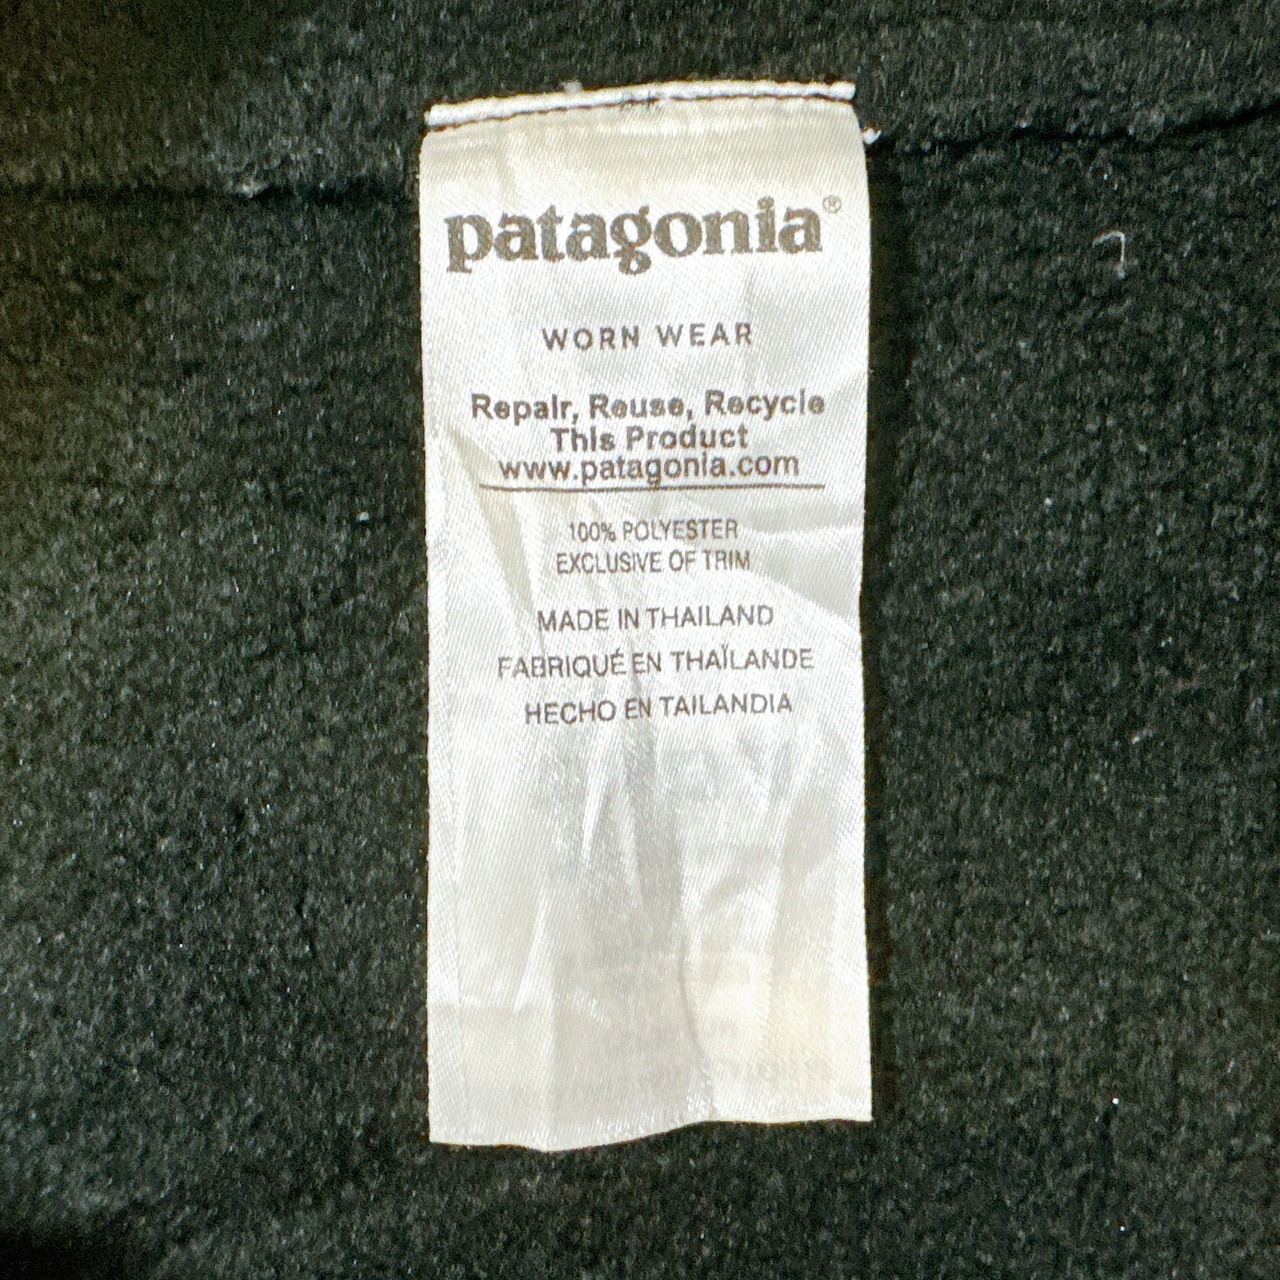 patagonia®
WORN WEAR
Repair, Reuse, Recycle
This Product
www.patagonia.com
100% POLYESTER
EXCLUSIVE OF TRIM
MADE IN THAILAND
FABRIQUÉ EN THAÏLANDE
HECHO EN TAILANDIA